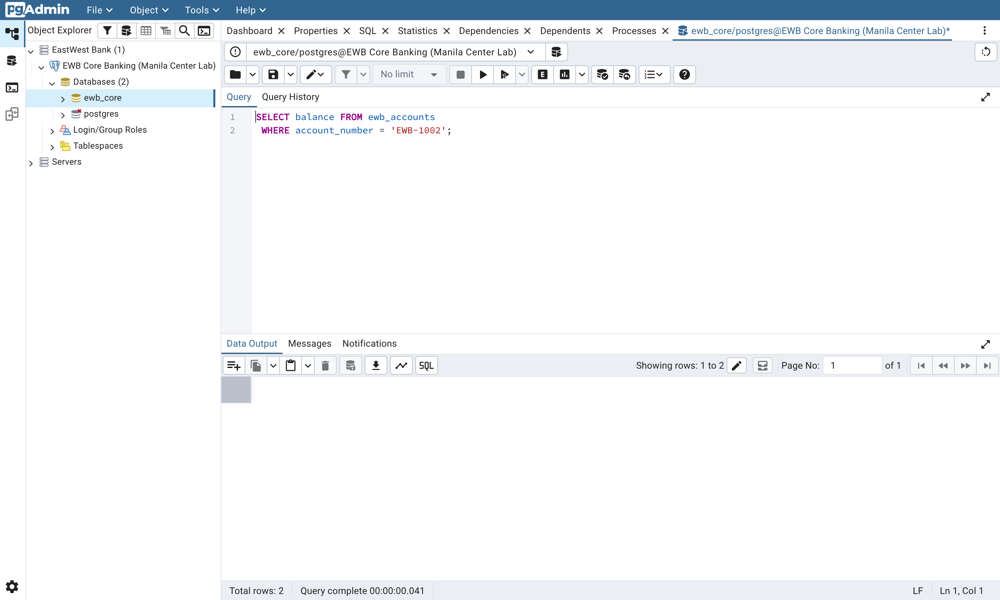 pgAdmin File Object Tools Help
Object Explorer
Dashboard Properties SQL Statistics Dependencies Dependents Processes ewb_core/postgres@EWB Core Banking (Manila Center Lab)*
EastWest Bank (1)
EWB Core Banking (Manila Center Lab)
Databases (2)
ewb_core
postgres
Login/Group Roles
Tablespaces
Servers
ewb_core/postgres@EWB Core Banking (Manila Center Lab)
No limit
E
Query Query History
1 SELECT balance FROM ewb_accounts
2 WHERE account_number = 'EWB-1002';
Data Output Messages Notifications
SQL Showing rows: 1 to 2 Page No: 1 of 1
Total rows: 2 Query complete 00:00:00.041 LF Ln 1, Col 1